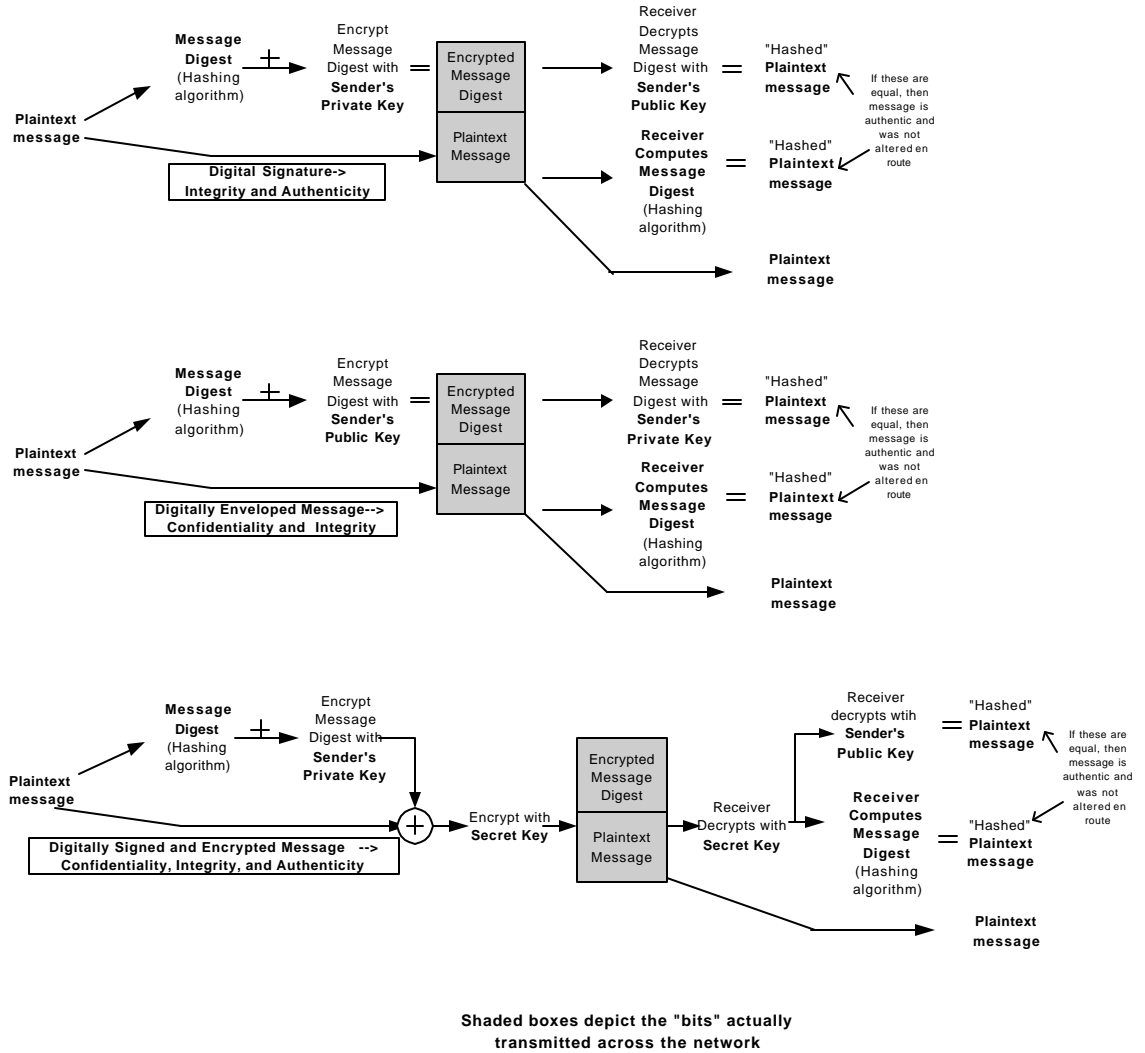 Plaintext
message
Message
Digest
(Hashing
algorithm)
Encrypt
Message
Digest with
Sender's
Private Key
Encrypted
Message
Digest
Plaintext
Message
Digital Signature->
Integrity and Authenticity
Receiver
Decrypts
Message
Digest with
Sender's
Public Key
"Hashed"
Plaintext
message
Receiver
Computes
Message
Digest
(Hashing
algorithm)
"Hashed"
Plaintext
message
If these are
equal, then
message is
authentic and
was not
altered en
route
Plaintext
message
Plaintext
message
Message
Digest
(Hashing
algorithm)
Encrypt
Message
Digest with
Sender's
Public Key
Encrypted
Message
Digest
Plaintext
Message
Digitally Enveloped Message-->
Confidentiality and Integrity
Receiver
Decrypts
Message
Digest with
Sender's
Private Key
"Hashed"
Plaintext
message
Receiver
Computes
Message
Digest
(Hashing
algorithm)
"Hashed"
Plaintext
message
If these are
equal, then
message is
authentic and
was not
altered en
route
Plaintext
message
Plaintext
message
Message
Digest
(Hashing
algorithm)
Encrypt
Message
Digest with
Sender's
Private Key
Digitally Signed and Encrypted Message -->
Confidentiality, Integrity, and Authenticity
Encrypt with
Secret Key
Encrypted
Message
Digest
Plaintext
Message
Receiver
Decrypts with
Secret Key
Receiver
decrypts wtih
Sender's
Public Key
"Hashed"
Plaintext
message
Receiver
Computes
Message
Digest
(Hashing
algorithm)
"Hashed"
Plaintext
message
If these are
equal, then
message is
authentic and
was not
altered en
route
Plaintext
message
Shaded boxes depict the "bits" actually
transmitted across the network